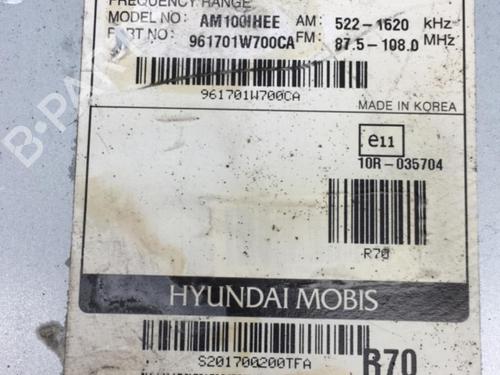 FREQUENCY RANGE
MODEL NO: AM100IHEE AM: 522-1620 KHz
PART NO: 961701W700CA FM: 87.5-108.0 MHz
961701W700CA
MADE IN KOREA
e11
10R-035704
R70
HYUNDAI MOBIS
S201700200TFA
R70
B-PARTS